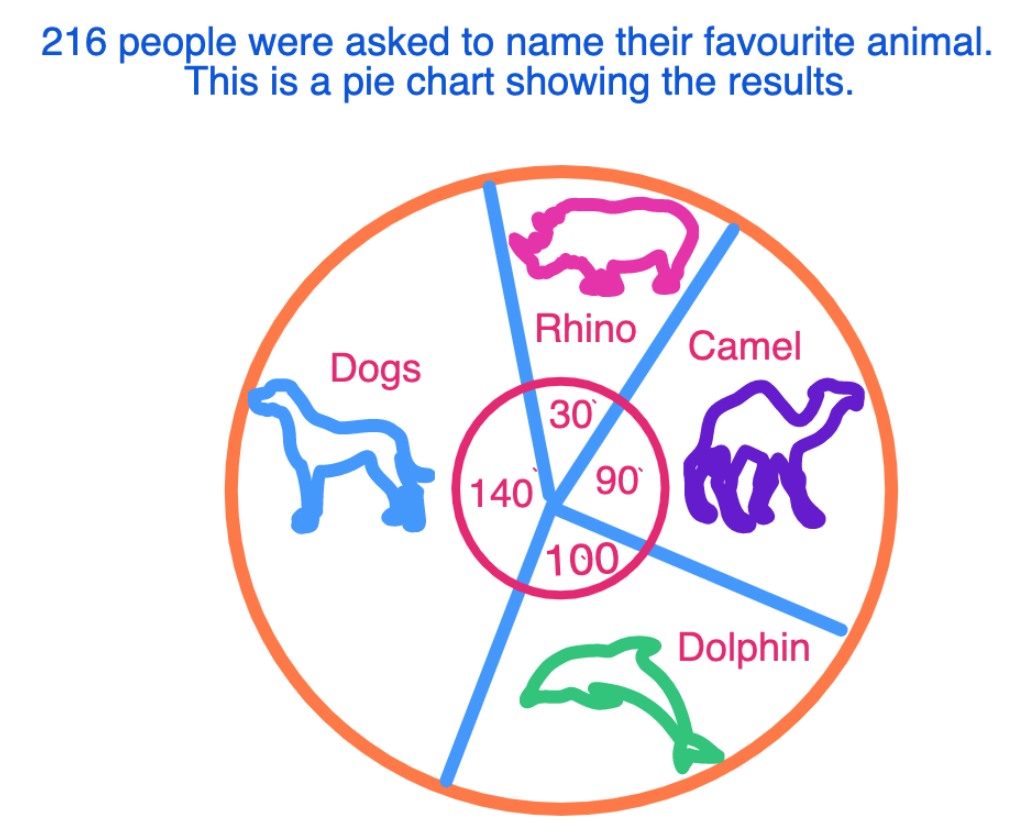 216 people were asked to name their favourite animal.
This is a pie chart showing the results.
Rhino
Camel
Dogs
30`
90`
140`
100`
Dolphin